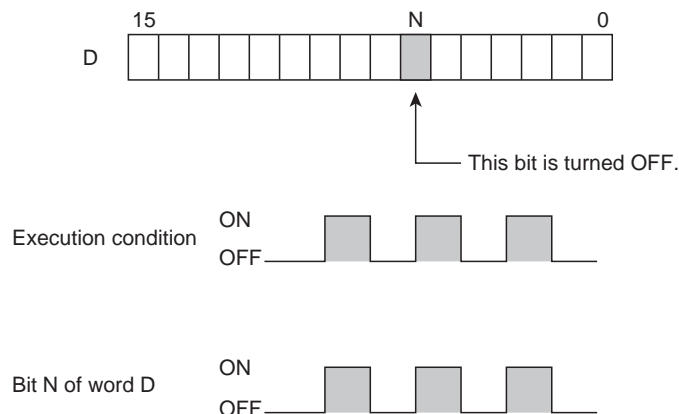 15 N 0
D
This bit is turned OFF.
ON
Execution condition
OFF
ON
Bit N of word D
OFF